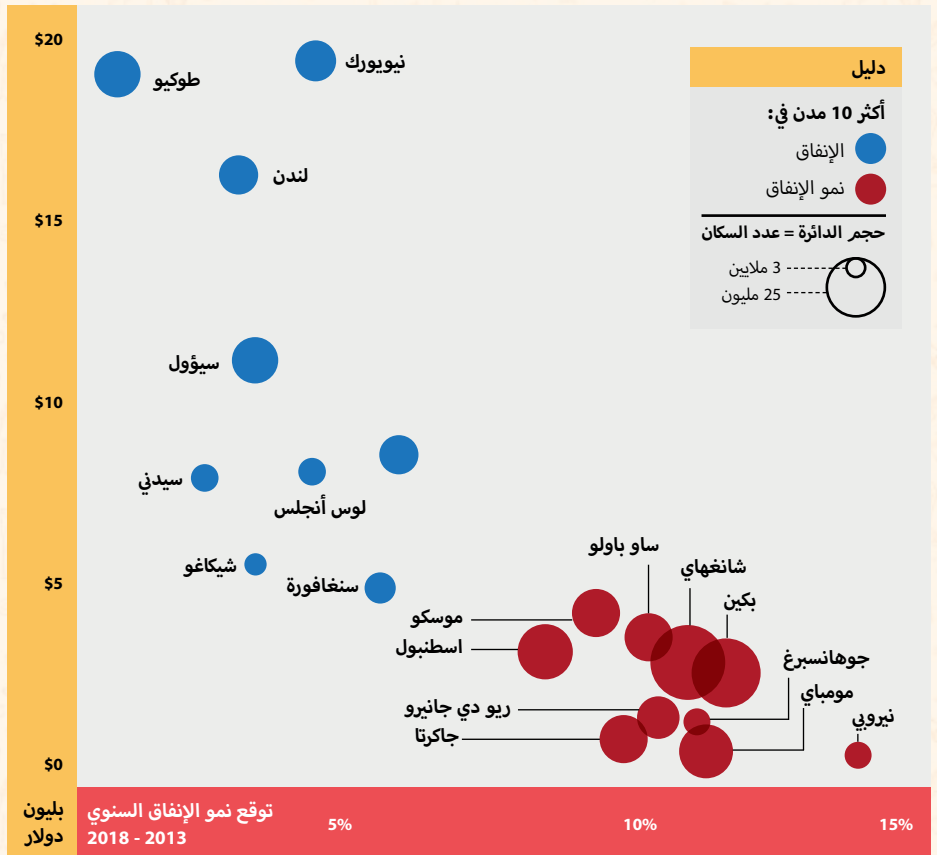 دليل
أكثر 10 مدن في:
الإنفاق
نمو الإنفاق
حجم الدائرة = عدد السكان
3 ملايين
25 مليون
$20
$15
$10
$5
$0
نيويورك
طوكيو
لندن
سيؤول
سيدني
لوس أنجلس
شيكاغو
سنغافورة
ساو باولو
شانغهاي
بكين
موسكو
اسطنبول
جوهانسبرغ
مومباي
نيروبي
ريو دي جانيرو
جاكرتا
بليون
دولار
توقع نمو الإنفاق السنوي
2018 - 2013
5%
10%
15%